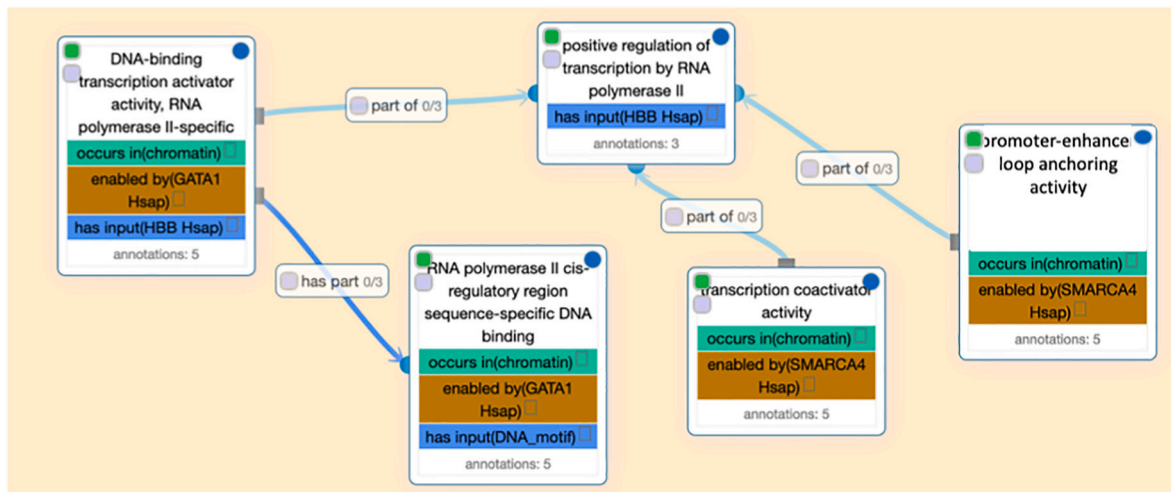 DNA-binding
transcription activator
activity, RNA
polymerase II-specific
occurs in(chromatin)
enabled by(GATA1
Hsap)
has input(HBB Hsap)
annotations: 5
part of 0/3
has part 0/3
positive regulation of
transcription by RNA
polymerase II
has input(HBB Hsap)
annotations: 3
part of 0/3
part of 0/3
RNA polymerase II cis-
regulatory region
sequence-specific DNA
binding
occurs in(chromatin)
enabled by(GATA1
Hsap)
has input(DNA_motif)
annotations: 5
transcription coactivator
activity
occurs in(chromatin)
enabled by(SMARCA4
Hsap)
annotations: 5
promoter-enhancer
loop anchoring
activity
occurs in(chromatin)
enabled by(SMARCA4
Hsap)
annotations: 5